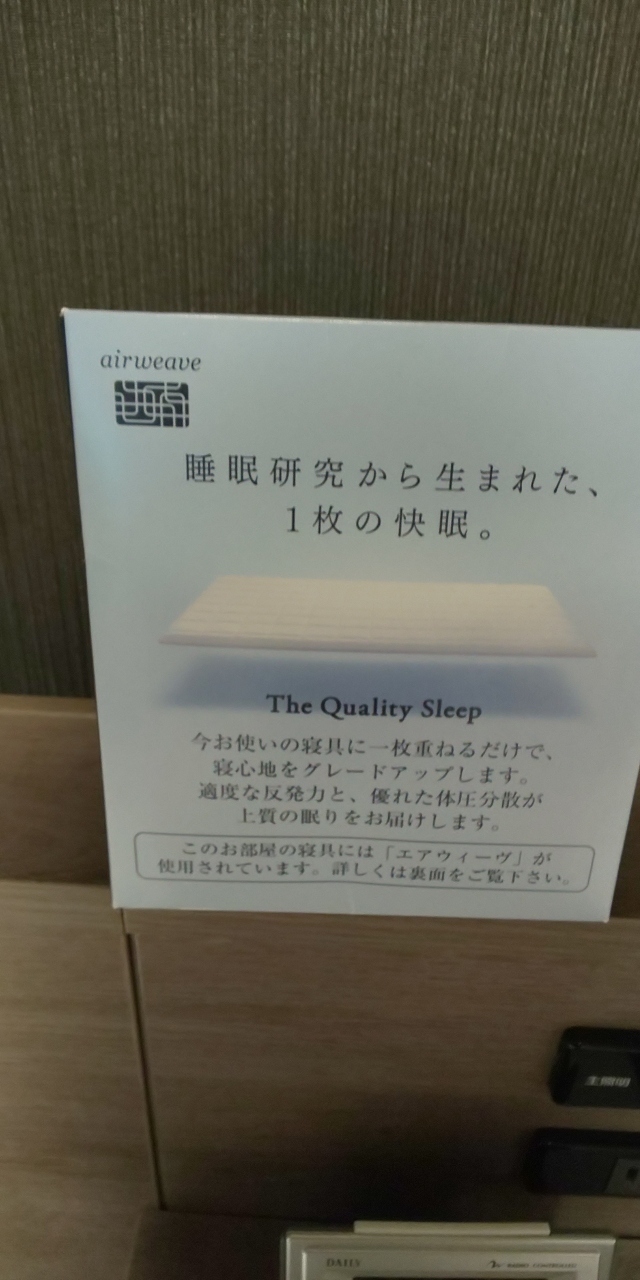 airweave
睡眠研究から生まれた、
1枚の快眠。
The Quality Sleep
今お使いの寝具に一枚重ねるだけで、
寝心地をグレードアップします。
適度な反発力と、優れた体圧分散が
上質の眠りをお届けします。
このお部屋の寝具には「エアウィーヴ」が
使用されています。詳しくは裏面をご覧下さい。
主照明
DAILY